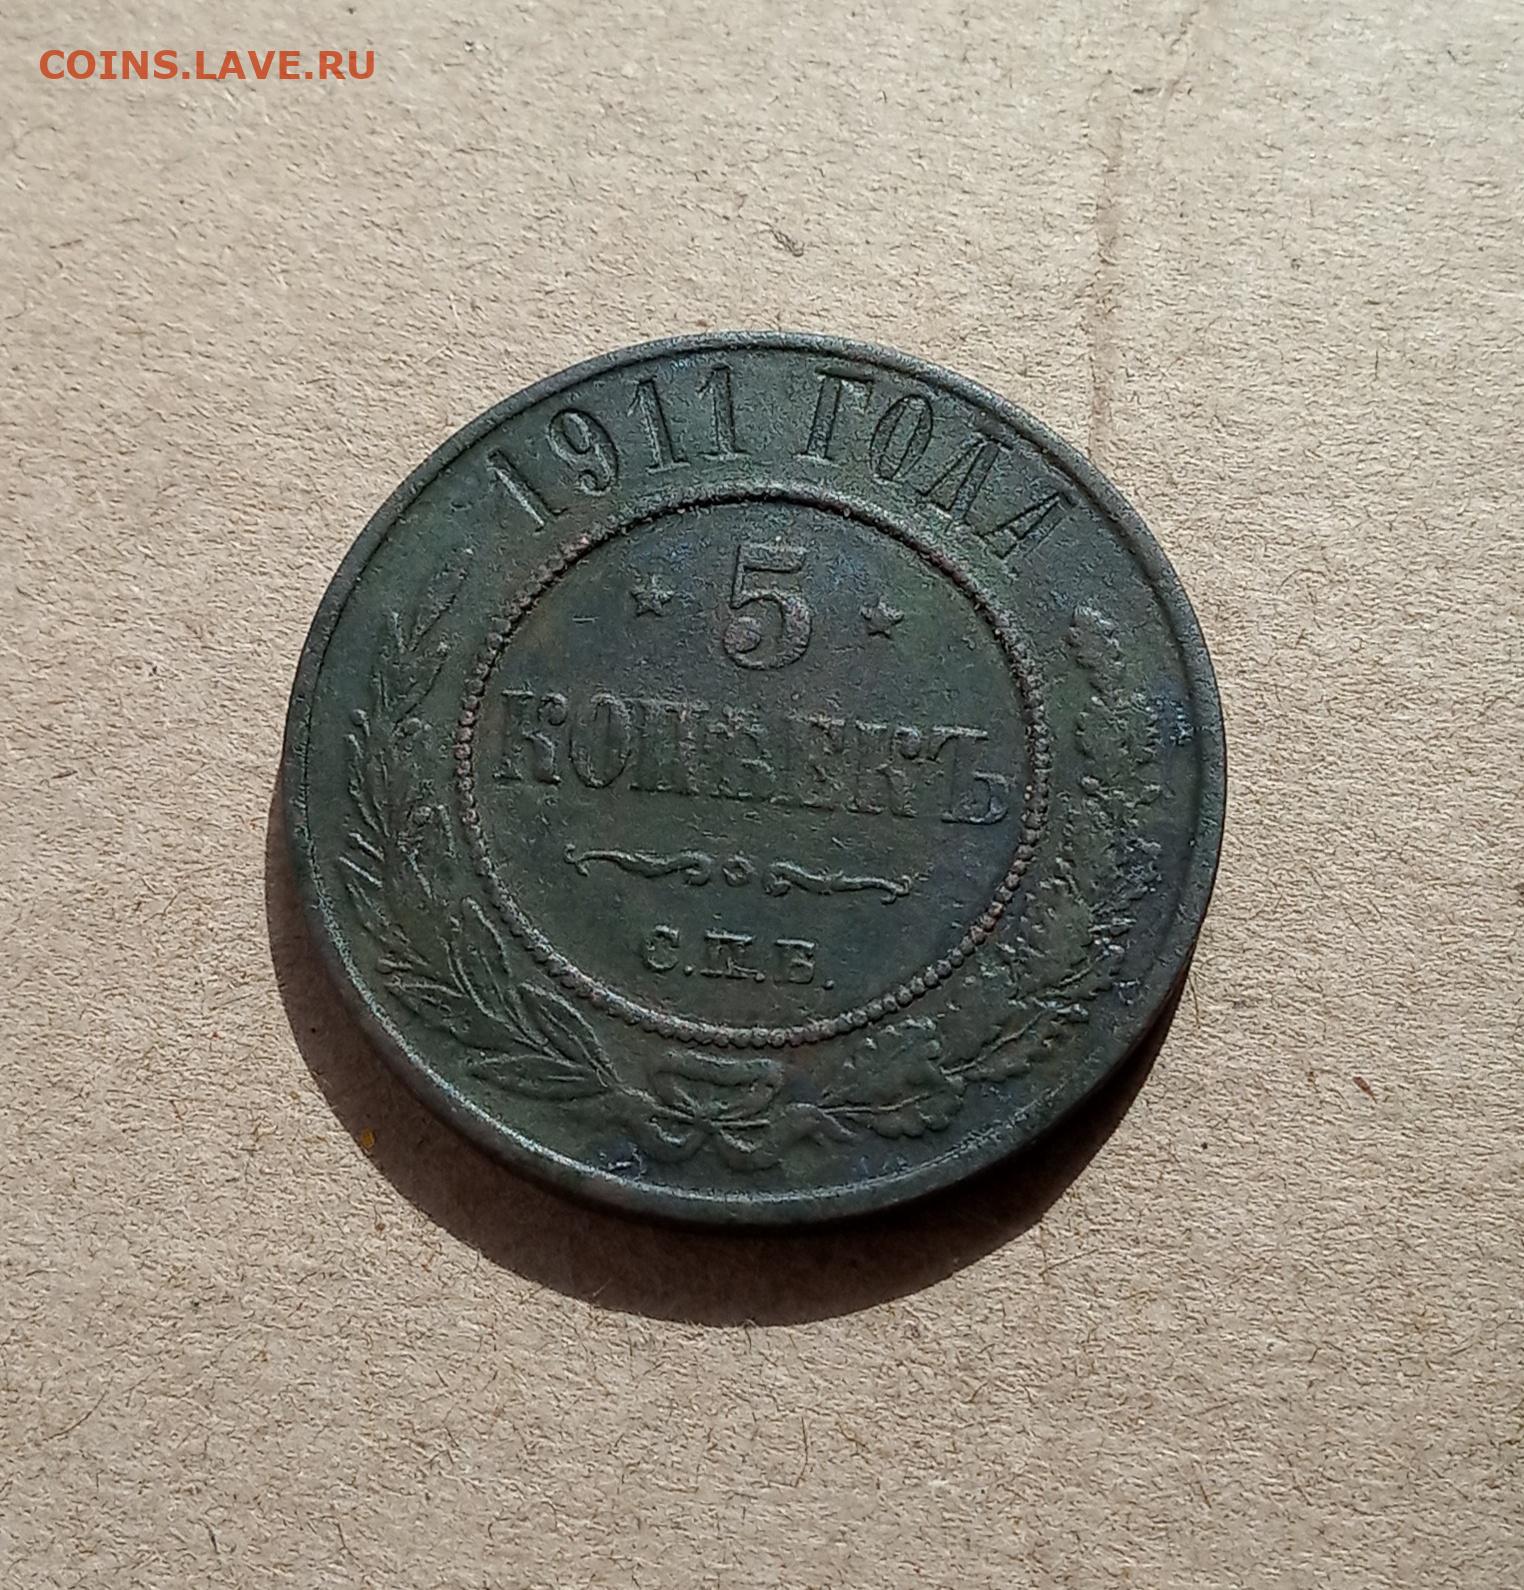 COINS.LAVE.RU
1911 ГОДА
5
КОПѢЕКЪ
С.П.Б.